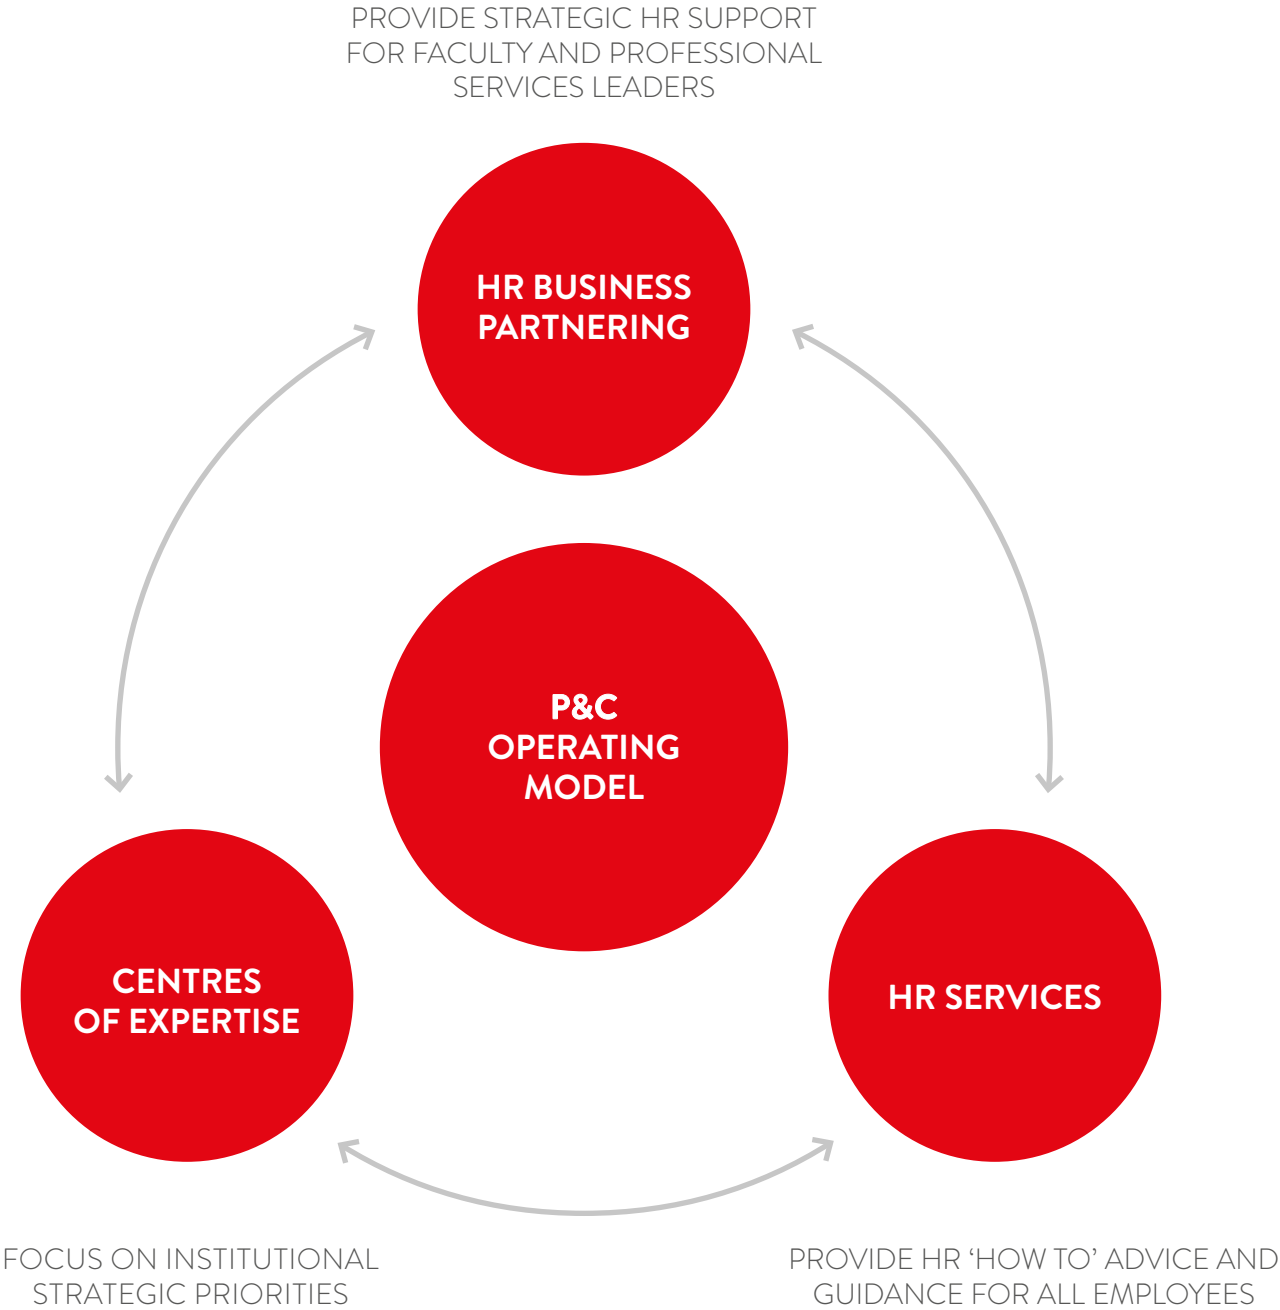 PROVIDE STRATEGIC HR SUPPORT
FOR FACULTY AND PROFESSIONAL
SERVICES LEADERS
HR BUSINESS
PARTNERING
P&C
OPERATING
MODEL
CENTRES
OF EXPERTISE
HR SERVICES
FOCUS ON INSTITUTIONAL
STRATEGIC PRIORITIES
PROVIDE HR ‘HOW TO’ ADVICE AND
GUIDANCE FOR ALL EMPLOYEES